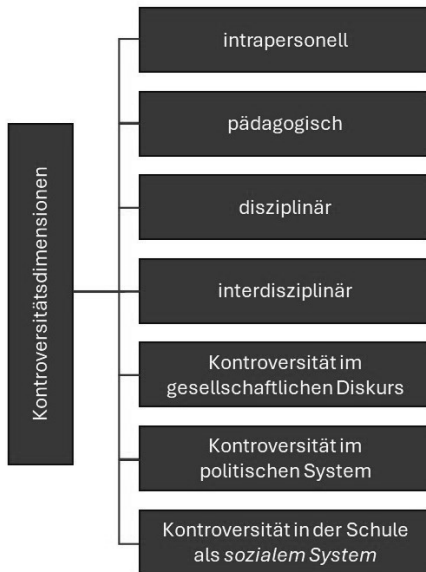 Kontroversitätsdimensionen
intrapersonell
pädagogisch
disziplinär
interdisziplinär
Kontroversität im
gesellschaftlichen Diskurs
Kontroversität im
politischen System
Kontroversität in der Schule
als sozialem System